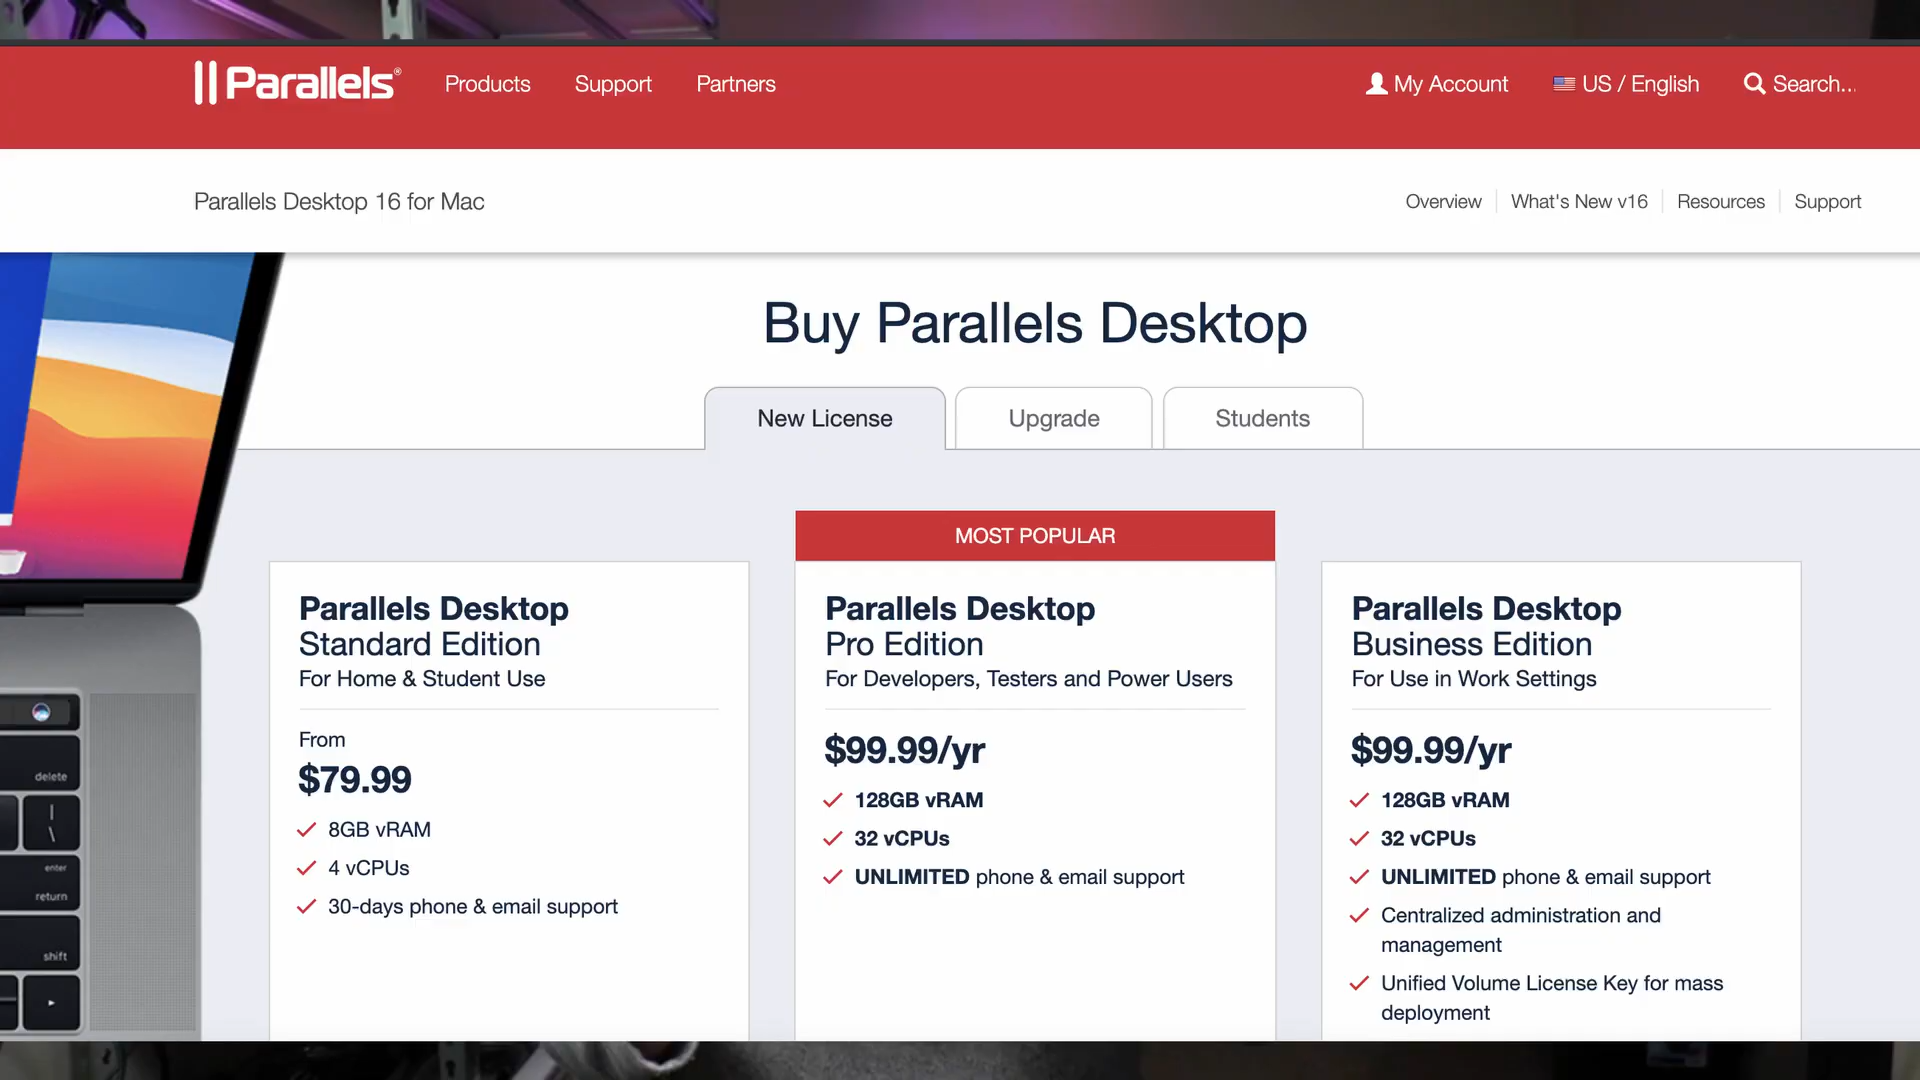 Parallels®
Products
Support
Partners
My Account
US / English
Search...
Parallels Desktop 16 for Mac
Overview
What's New v16
Resources
Support
Buy Parallels Desktop
New License
Upgrade
Students
MOST POPULAR
Parallels Desktop
Standard Edition
For Home & Student Use
From
$79.99
8GB vRAM
4 vCPUs
30-days phone & email support
Parallels Desktop
Pro Edition
For Developers, Testers and Power Users
$99.99/yr
128GB vRAM
32 vCPUs
UNLIMITED phone & email support
Parallels Desktop
Business Edition
For Use in Work Settings
$99.99/yr
128GB vRAM
32 vCPUs
UNLIMITED phone & email support
Centralized administration and
management
Unified Volume License Key for mass
deployment
delete
|
\
enter
return
shift